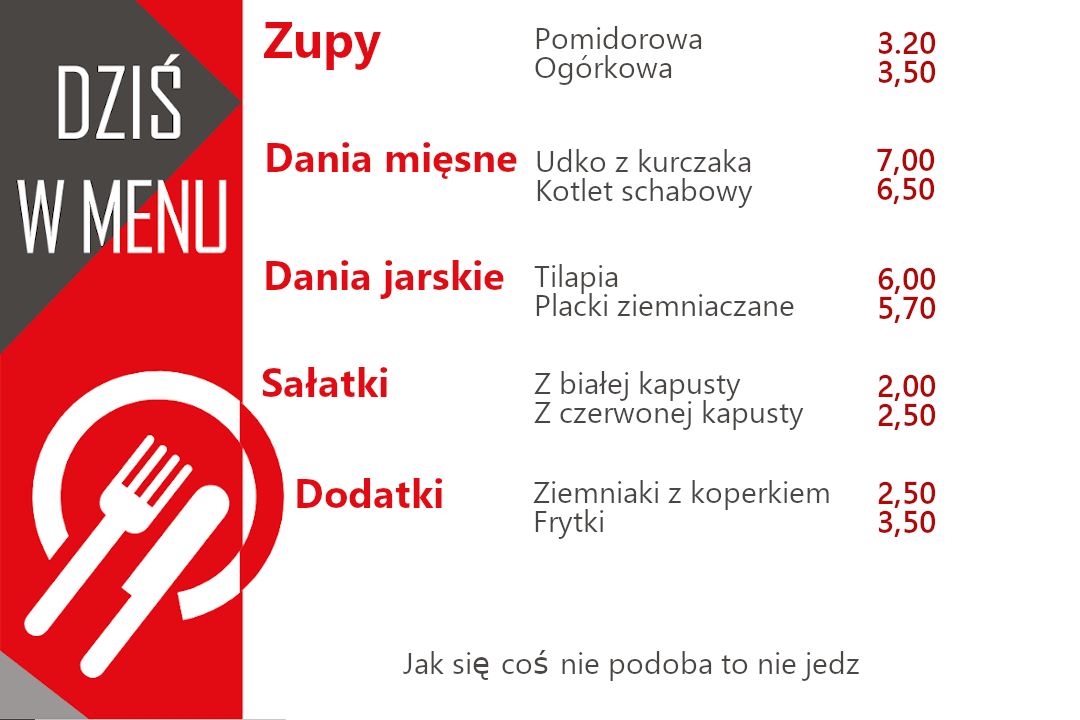 DZIŚ
W MENU
Zupy
Pomidorowa 3.20
Ogórkowa 3,50
Dania mięsne
Udko z kurczaka 7,00
Kotlet schabowy 6,50
Dania jarskie
Tilapia 6,00
Placki ziemniaczane 5,70
Sałatki
Z białej kapusty 2,00
Z czerwonej kapusty 2,50
Dodatki
Ziemniaki z koperkiem 2,50
Frytki 3,50
Jak się coś nie podoba to nie jedz